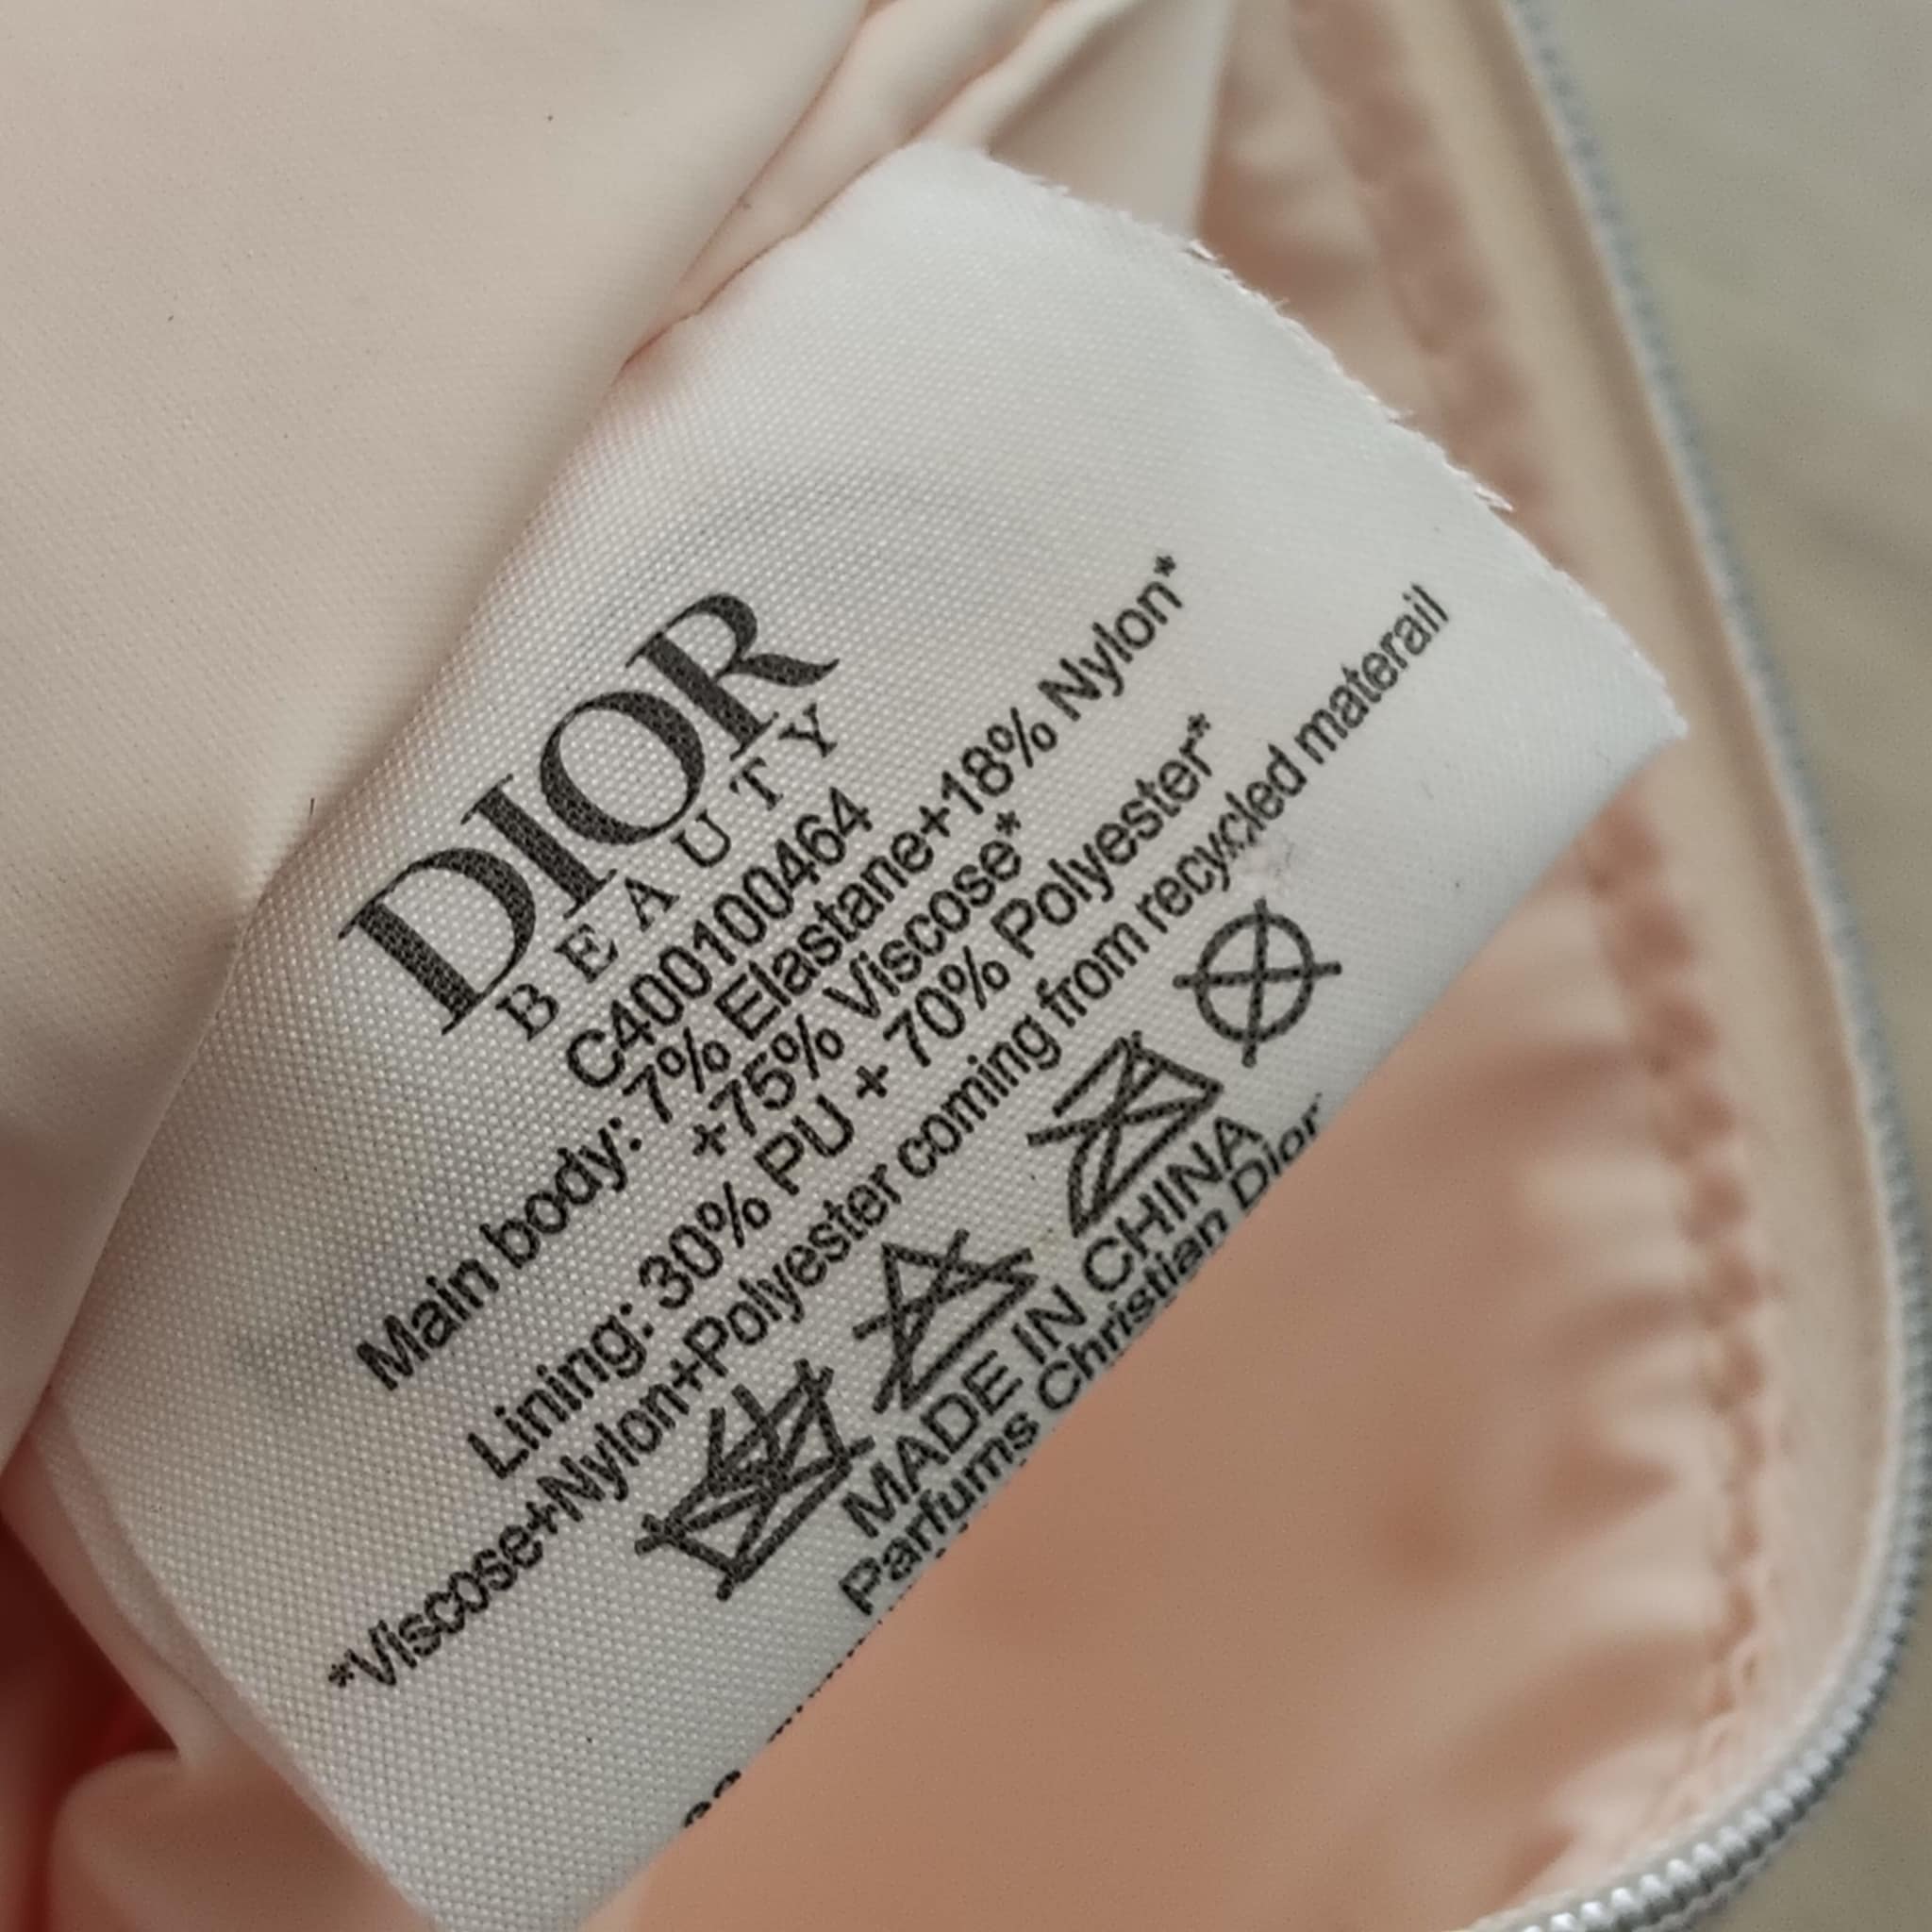 DIOR
BEAUTY
C400100464
Main body: 7% Elastane+18% Nylon*
+75% Viscose*
Lining: 30% PU + 70% Polyester*
*Viscose+Nylon+Polyester coming from recycled materail
MADE IN CHINA
Parfums Christian Dior